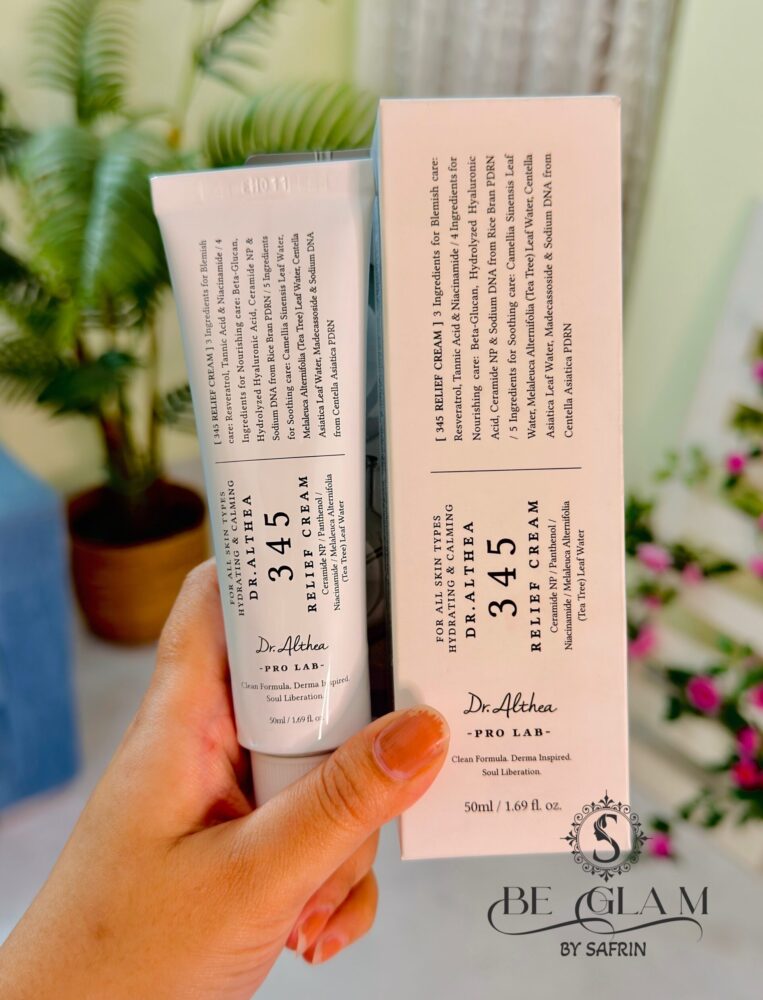 [ 345 RELIEF CREAM ] 3 Ingredients for Blemish
care: Resveratrol, Tannic Acid & Niacinamide / 4
Ingredients for Nourishing care: Beta-Glucan,
Hydrolyzed Hyaluronic Acid, Ceramide NP &
Sodium DNA from Rice Bran PDRN / 5 Ingredients
for Soothing care: Camellia Sinensis Leaf Water,
Melaleuca Alternifolia (Tea Tree) Leaf Water, Centella
Asiatica Leaf Water, Madecassoside & Sodium DNA
from Centella Asiatica PDRN
FOR ALL SKIN TYPES
HYDRATING & CALMING
DR.ALTHEA
345
RELIEF CREAM
Ceramide NP / Panthenol /
Niacinamide / Melaleuca Alternifolia
(Tea Tree) Leaf Water
Dr.Althea
-PRO LAB-
Clean Formula. Derma Inspired.
Soul Liberation.
50ml / 1.69 fl. oz
[ 345 RELIEF CREAM ] 3 Ingredients for Blemish care:
Resveratrol, Tannic Acid & Niacinamide / 4 Ingredients for
Nourishing care: Beta-Glucan, Hydrolyzed Hyaluronic
Acid, Ceramide NP & Sodium DNA from Rice Bran PDRN
/ 5 Ingredients for Soothing care: Camellia Sinensis Leaf
Water, Melaleuca Alternifolia (Tea Tree) Leaf Water, Centella
Asiatica Leaf Water, Madecassoside & Sodium DNA from
Centella Asiatica PDRN
FOR ALL SKIN TYPES
HYDRATING & CALMING
DR.ALTHEA
345
RELIEF CREAM
Ceramide NP / Panthenol /
Niacinamide / Melaleuca Alternifolia
(Tea Tree) Leaf Water
Dr.Althea
-PRO LAB-
Clean Formula. Derma Inspired.
Soul Liberation.
50ml / 1.69 fl. oz.
S
BE GLAM
BY SAFRIN